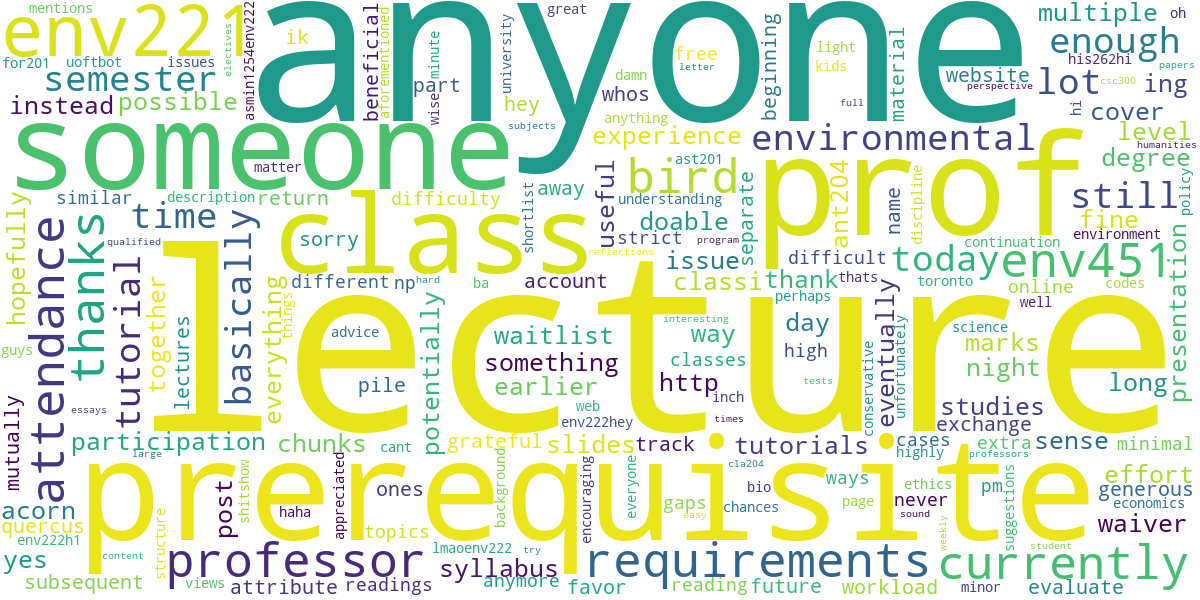 mentions
env221
for201
uoftbot
issues
electives
semester
instead
possible
asmin1254env222
ik
beneficial
aforementioned
part
minute
wiser
university
great
hey
subjects
anyone
damn
free
letter
whos
anything
experience
light
kids
full
beginning
material
website
perspective
multiple
oh
enough
his262hi
papers
csc300
lot
ing
hi
cover
level
humanities
degree
policy
environmental
someone
matter
similar
description
return
difficulty
away
shortlist
useful
bird
ast201
understanding
doable
separate
strict
program
prof
ant204
name
discipline
still
fine
environment
hopefully
attendance
thanks
time
qualified
tutorial
basically
class
sorry
reflections
issue
difficult
thats
today
continuation
env451
toronto
codes
online
well
presentation
different
np
hard
ba
account
classi
thank
perhaps
together
everything
things
lecture
advice
potentially
waitlist
interesting
way
day
eventually
conservative
unfortunately
science
marks
guys
lectures
something
classes
high
night
pile
earlier
http
inch
tests
long
mutually
essays
web
env222hey
times
studies
exchange
participation
chunks
cant
grateful
slides
track
tutorials
cases
highly
extra
professors
sense
minimal
large
prerequisite
acorn
quercus
env222h1
post
shitshow
haha
appreciated
ones
topics
background
encouraging
everyone
gaps
easy
cla204
bio
chances
ways
page
ethics
never
sound
pm
suggestions
effort
generous
economics
waiver
yes
content
structure
professor
lmaoenv222
try
syllabus
requirements
weekly
student
currently
subsequent
views
attribute
readings
anymore
favor
reading
future
workload
minor
evaluate